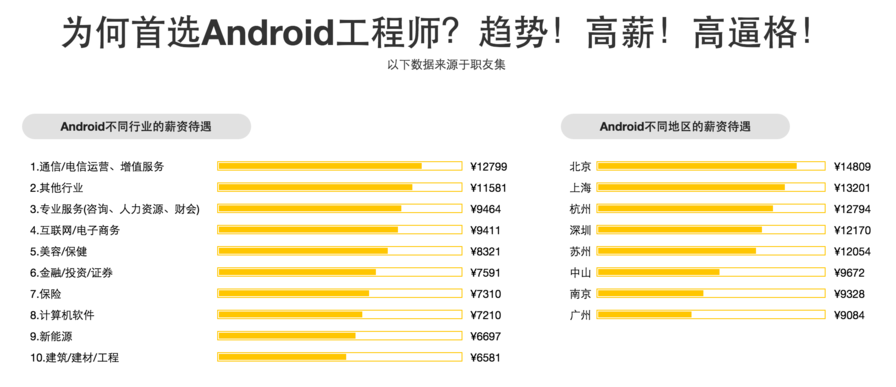 为何首选Android工程师？趋势！高薪！高逼格！
以下数据来源于职友集
Android不同行业的薪资待遇
1.通信/电信运营、增值服务 ¥12799
2.其他行业 ¥11581
3.专业服务(咨询、人力资源、财会) ¥9464
4.互联网/电子商务 ¥9411
5.美容/保健 ¥8321
6.金融/投资/证券 ¥7591
7.保险 ¥7310
8.计算机软件 ¥7210
9.新能源 ¥6697
10.建筑/建材/工程 ¥6581
Android不同地区的薪资待遇
北京 ¥14809
上海 ¥13201
杭州 ¥12794
深圳 ¥12170
苏州 ¥12054
中山 ¥9672
南京 ¥9328
广州 ¥9084